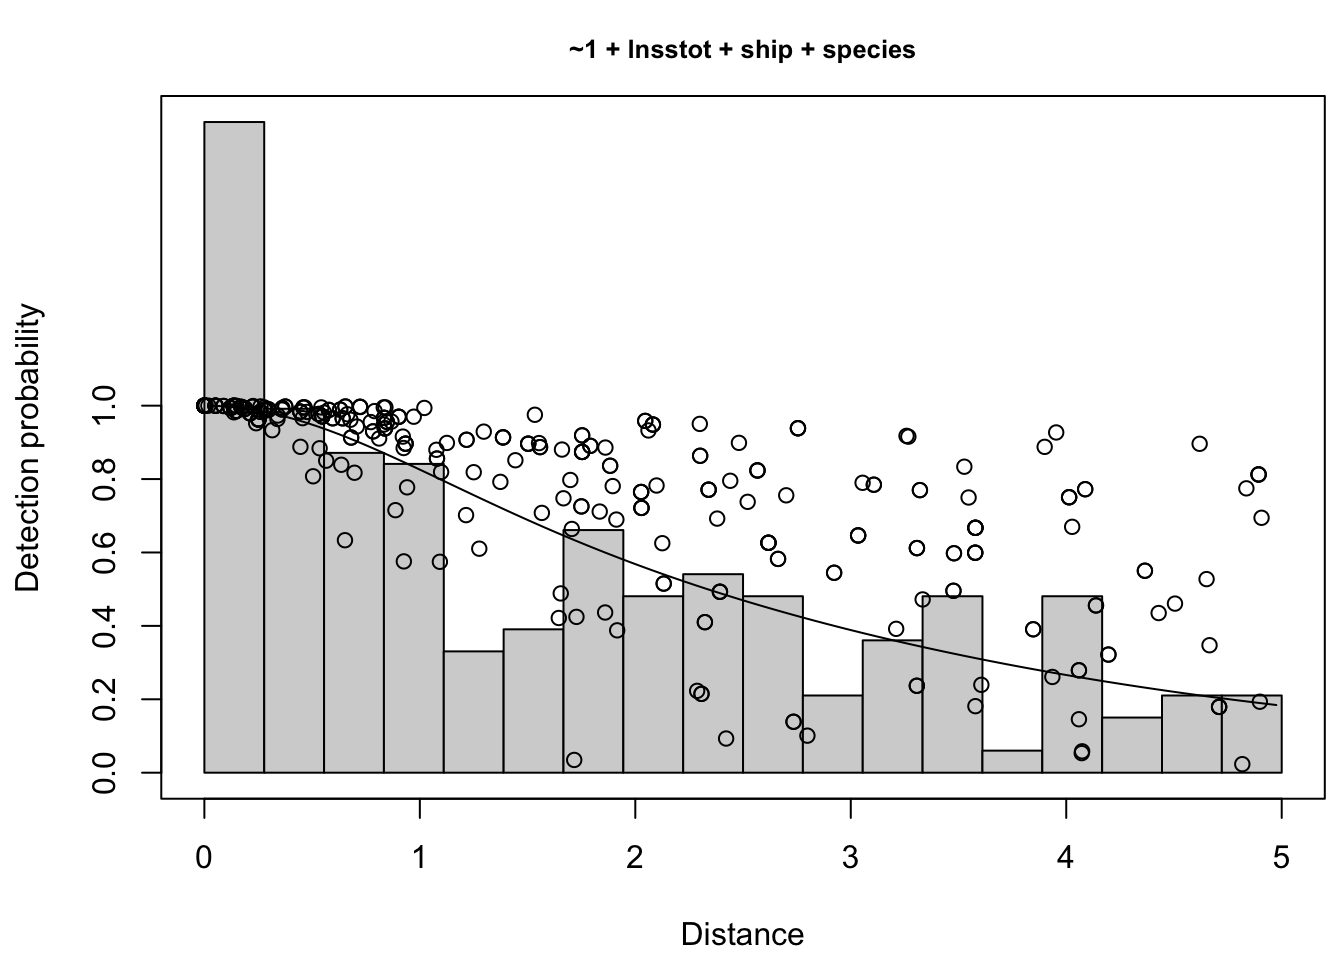 ~1 + lnsstot + ship + species
Detection probability
1.0
0.8
0.6
0.4
0.2
0.0
0 1 2 3 4 5
Distance